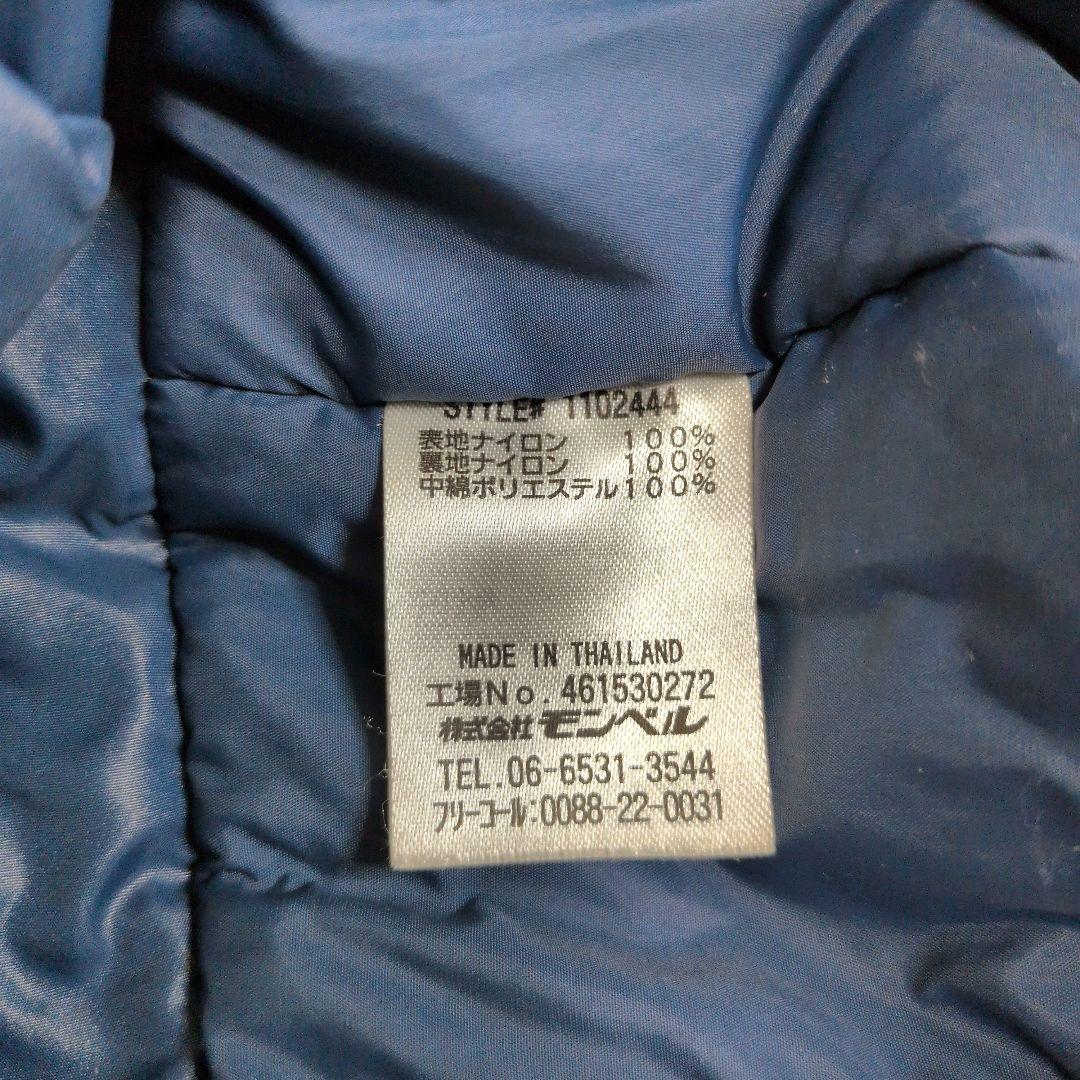 STYLE# 1102444
表地ナイロン 100%
裏地ナイロン 100%
中綿ポリエステル100%
MADE IN THAILAND
工場No. 461530272
株式会社モンベル
TEL.06-6531-3544
フリーコール:0088-22-0031